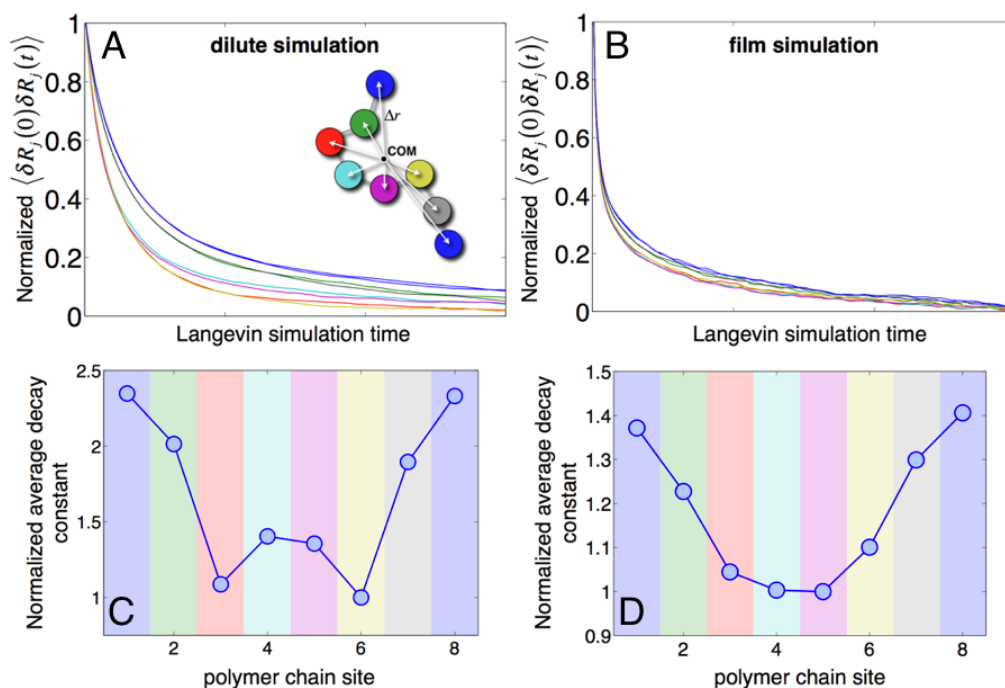 A
dilute simulation
1
0.8
0.6
0.4
0.2
0
Normalized ⟨δR_j(0)δR_j(t)⟩
Δr
COM
Langevin simulation time
B
film simulation
1
0.8
0.6
0.4
0.2
0
Normalized ⟨δR_j(0)δR_j(t)⟩
Langevin simulation time
C
2.5
2
1.5
1
Normalized average decay
constant
2 4 6 8
polymer chain site
D
1.5
1.4
1.3
1.2
1.1
1
0.9
Normalized average decay
constant
2 4 6 8
polymer chain site